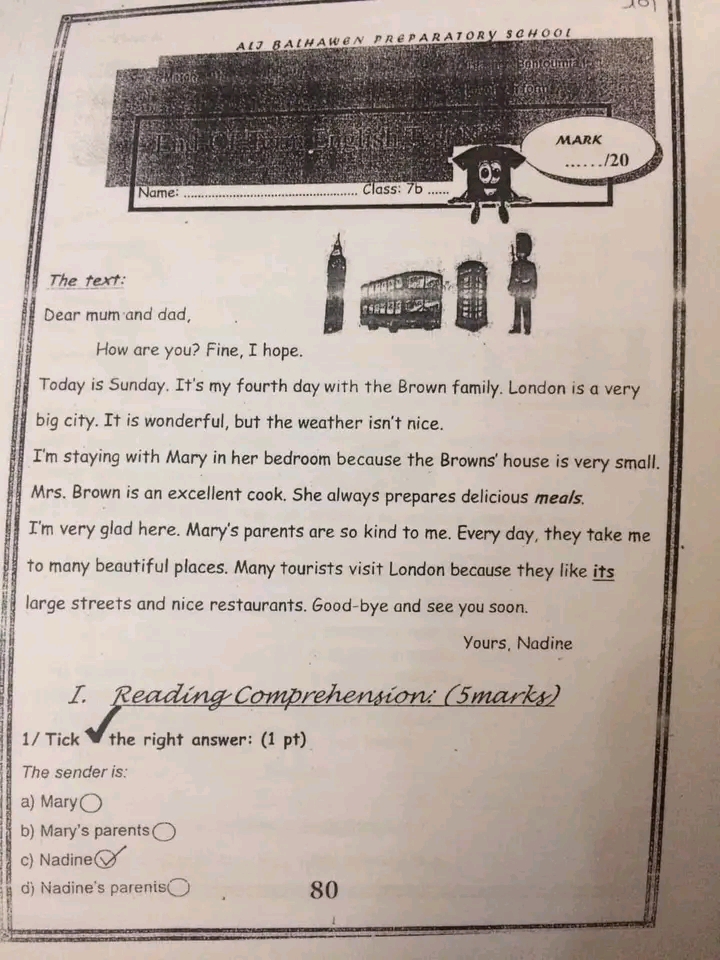 ALJ BALHAWEN PREPARATORY SCHOOL
End Of Term English Test N
MARK
....../20
Name: ............................................. Class: 7b ......
The text:
Dear mum and dad,
How are you? Fine, I hope.
Today is Sunday. It's my fourth day with the Brown family. London is a very
big city. It is wonderful, but the weather isn't nice.
I'm staying with Mary in her bedroom because the Browns' house is very small.
Mrs. Brown is an excellent cook. She always prepares delicious meals.
I'm very glad here. Mary's parents are so kind to me. Every day, they take me
to many beautiful places. Many tourists visit London because they like its
large streets and nice restaurants. Good-bye and see you soon.
Yours, Nadine
I. Reading Comprehension: (5marks)
1/ Tick ✓ the right answer: (1 pt)
The sender is:
a) Mary
b) Mary's parents
c) Nadine ✓
d) Nadine's parents
80